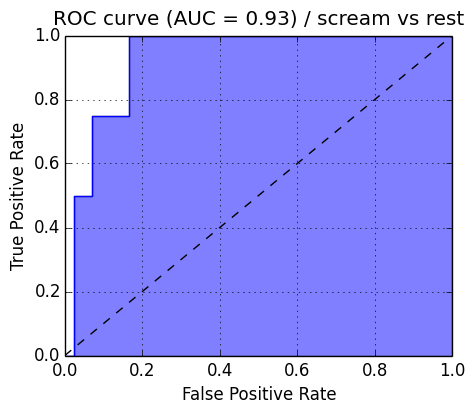 ROC curve (AUC = 0.93) / scream vs rest
1.0
0.8
0.6
0.4
0.2
0.0
True Positive Rate
0.0 0.2 0.4 0.6 0.8 1.0
False Positive Rate